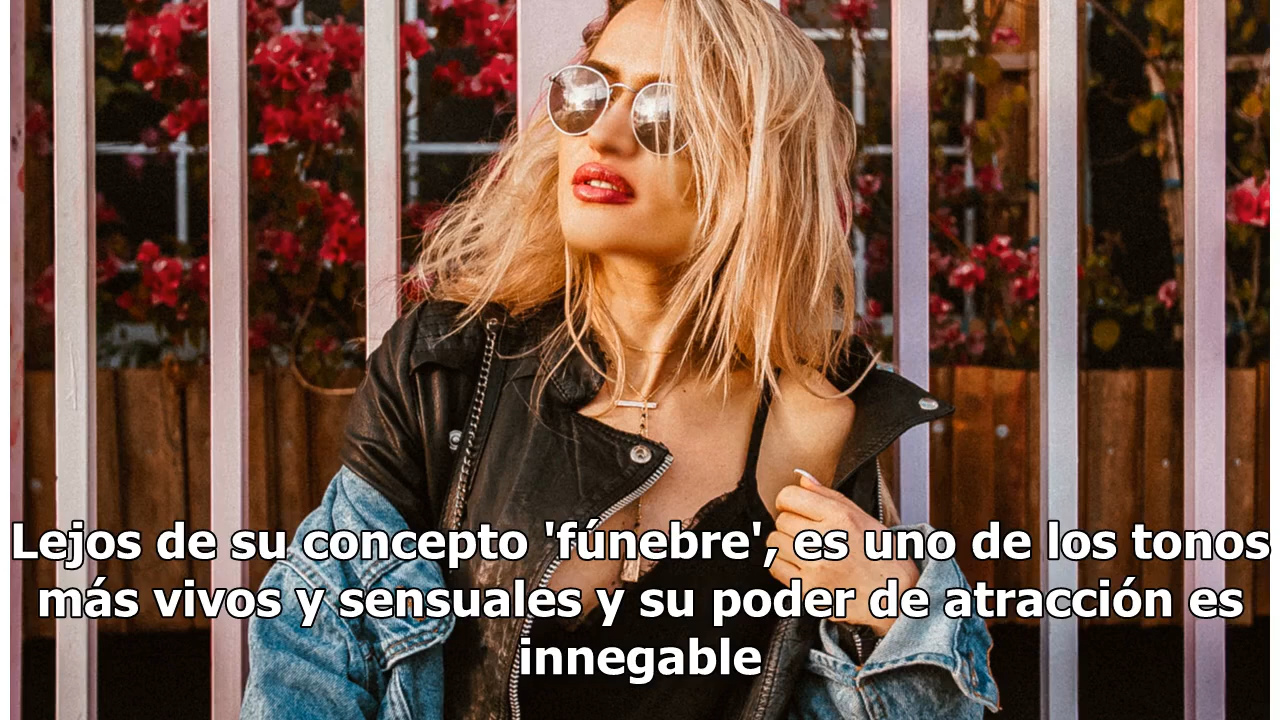 Lejos de su concepto 'fúnebre', es uno de los tonos
más vivos y sensuales y su poder de atracción es
innegable